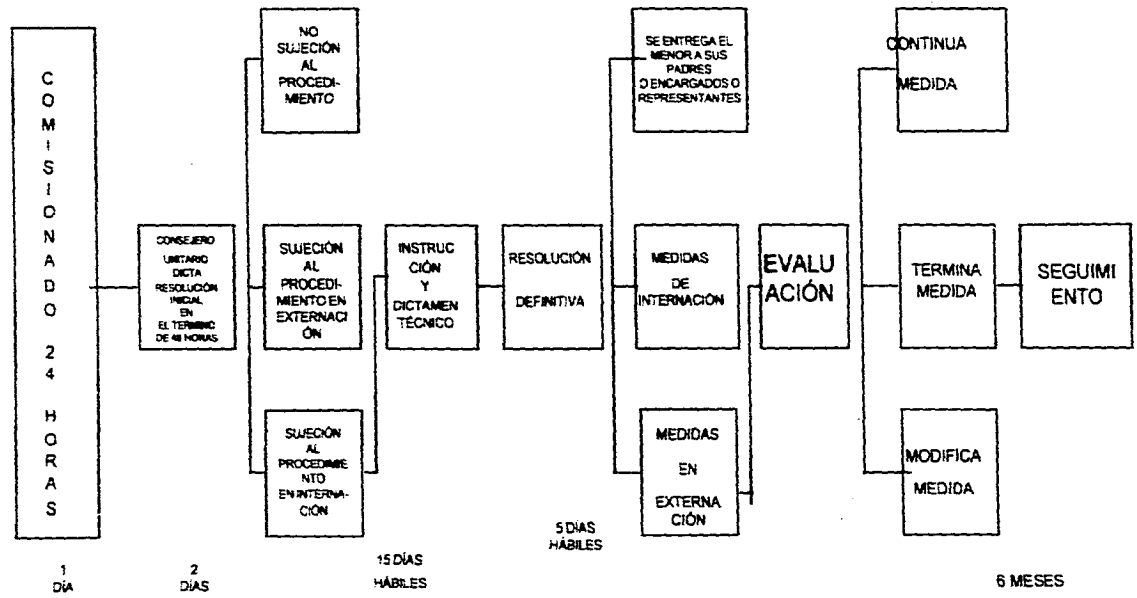 COMISIONADO 24 HORAS
CONSEJERO
UNITARIO
DICTA
RESOLUCIÓN
INICIAL
EN
EL TERMINO
DE 48 HORAS
NO
SUJECIÓN
AL
PROCEDI-
MIENTO
SUJECIÓN
AL
PROCEDI-
MIENTO EN
EXTERNACI
ÓN
SUJECIÓN
AL
PROCEDIMIE
NTO
EN INTERNA-
CIÓN
INSTRUC
CIÓN
Y
DICTAMEN
TÉCNICO
RESOLUCIÓN
DEFINITIVA
SE ENTREGA EL
MENOR A SUS
PADRES
O ENCARGADOS O
REPRESENTANTES
MEDIDAS
DE
INTERNACIÓN
MEDIDAS
EN
EXTERNA
CIÓN
EVALU
ACIÓN
CONTINUA
MEDIDA
TERMINA
MEDIDA
MODIFICA
MEDIDA
SEGUIMI
ENTO
1
DÍA
2
DÍAS
15 DÍAS
HÁBILES
5 DÍAS
HÁBILES
6 MESES